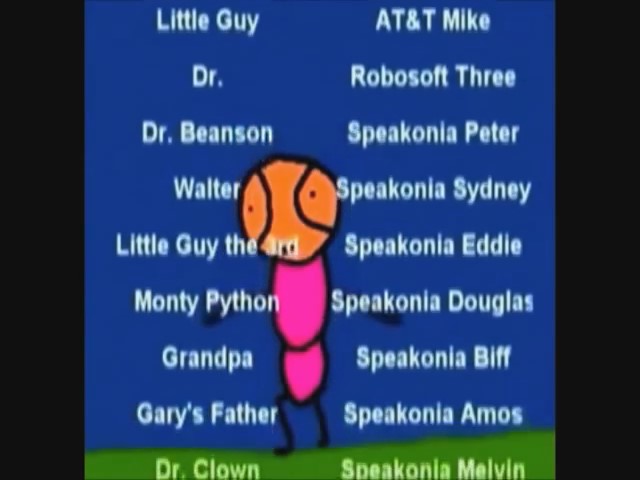 Little Guy AT&T Mike
Dr. Robosoft Three
Dr. Beanson Speakonia Peter
Walter Speakonia Sydney
Little Guy the 3rd Speakonia Eddie
Monty Python Speakonia Douglas
Grandpa Speakonia Biff
Gary's Father Speakonia Amos
Dr. Clown Speakonia Melvin